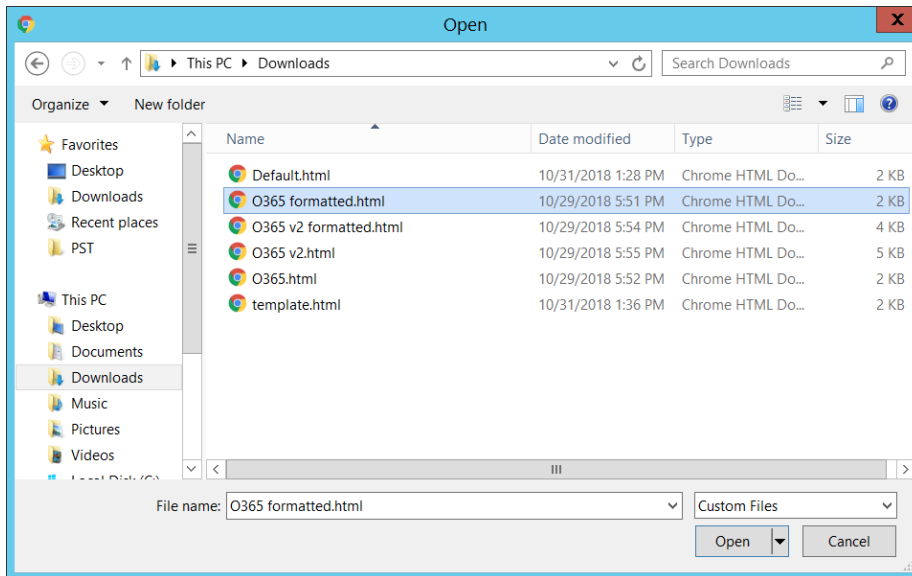 Open
This PC Downloads Search Downloads
Organize New folder
Name Date modified Type Size
Favorites
Desktop
Downloads
Recent places
PST
This PC
Desktop
Documents
Downloads
Music
Pictures
Videos
Local Disk (C:)
Default.html 10/31/2018 1:28 PM Chrome HTML Do... 2 KB
O365 formatted.html 10/29/2018 5:51 PM Chrome HTML Do... 2 KB
O365 v2 formatted.html 10/29/2018 5:54 PM Chrome HTML Do... 4 KB
O365 v2.html 10/29/2018 5:55 PM Chrome HTML Do... 5 KB
O365.html 10/29/2018 5:52 PM Chrome HTML Do... 2 KB
template.html 10/31/2018 1:36 PM Chrome HTML Do... 2 KB
File name: O365 formatted.html Custom Files
Open Cancel